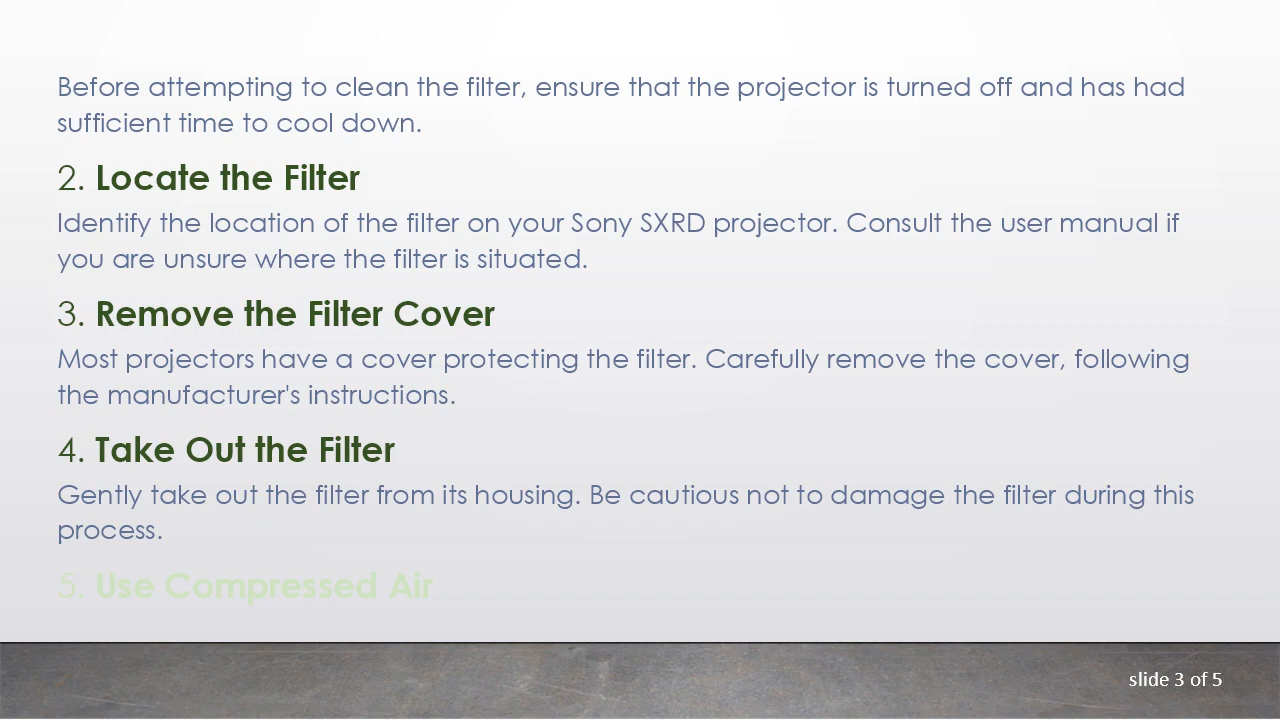 Before attempting to clean the filter, ensure that the projector is turned off and has had
sufficient time to cool down.
2. Locate the Filter
Identify the location of the filter on your Sony SXRD projector. Consult the user manual if
you are unsure where the filter is situated.
3. Remove the Filter Cover
Most projectors have a cover protecting the filter. Carefully remove the cover, following
the manufacturer's instructions.
4. Take Out the Filter
Gently take out the filter from its housing. Be cautious not to damage the filter during this
process.
5. Use Compressed Air
slide 3 of 5